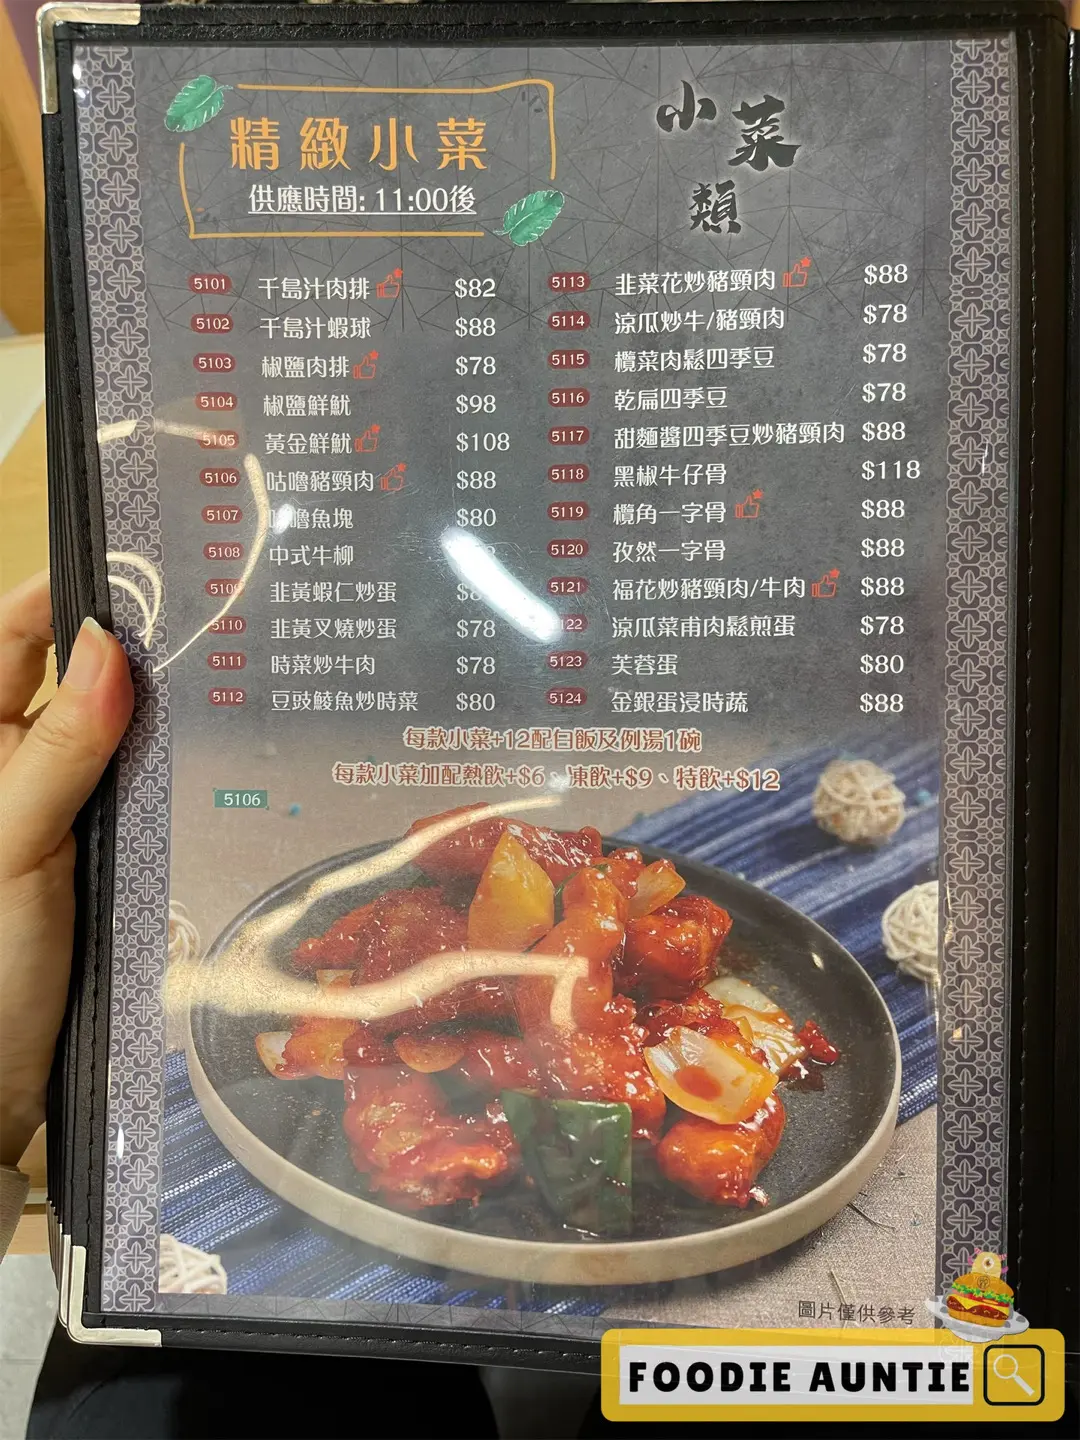 精緻小菜
供應時間: 11:00後
小菜類
5101 千島汁肉排 $82
5102 千島汁蝦球 $88
5103 椒鹽肉排 $78
5104 椒鹽鮮魷 $98
5105 黃金鮮魷 $108
5106 咕嚕豬頸肉 $88
5107 咕嚕魚塊 $80
5108 中式牛柳
5109 韭黃蝦仁炒蛋
5110 韭黃叉燒炒蛋 $78
5111 時菜炒牛肉 $78
5112 豆豉鯪魚炒時菜 $80
5113 韭菜花炒豬頸肉 $88
5114 涼瓜炒牛/豬頸肉 $78
5115 欖菜肉鬆四季豆 $78
5116 乾扁四季豆 $78
5117 甜麵醬四季豆炒豬頸肉 $88
5118 黑椒牛仔骨 $118
5119 欖角一字骨 $88
5120 孜然一字骨 $88
5121 福花炒豬頸肉/牛肉 $88
5122 涼瓜菜甫肉鬆煎蛋 $78
5123 芙蓉蛋 $80
5124 金銀蛋浸時蔬 $88
每款小菜+12配白飯及例湯1碗
每款小菜加配熱飲+$6、凍飲+$9、特飲+$12
5106
圖片僅供參考
FOODIE AUNTIE